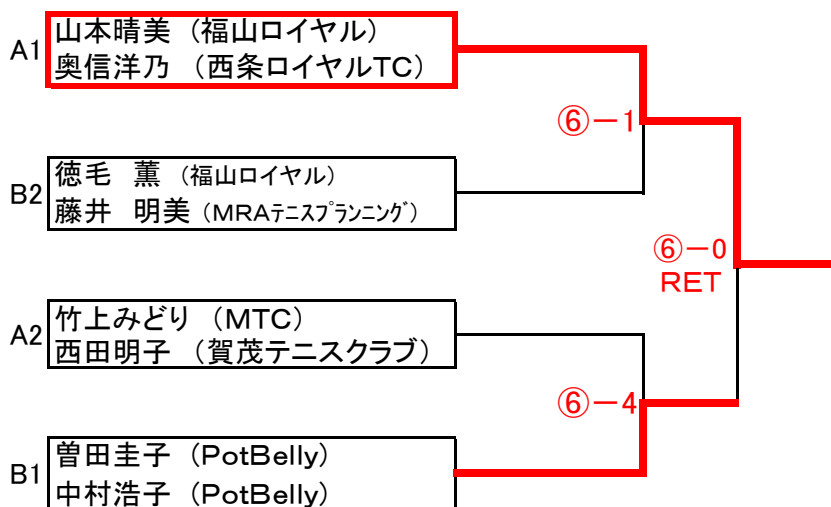 A1
山本晴美 (福山ロイヤル)
奥信洋乃 (西条ロイヤルTC)
⑥-1
B2
徳毛 薫 (福山ロイヤル)
藤井 明美 (MRAﾃﾆｽﾌﾟﾗﾝﾆﾝｸﾞ)
⑥-0
RET
A2
竹上みどり (MTC)
西田明子 (賀茂テニスクラブ)
⑥-4
B1
曽田圭子 (PotBelly)
中村浩子 (PotBelly)